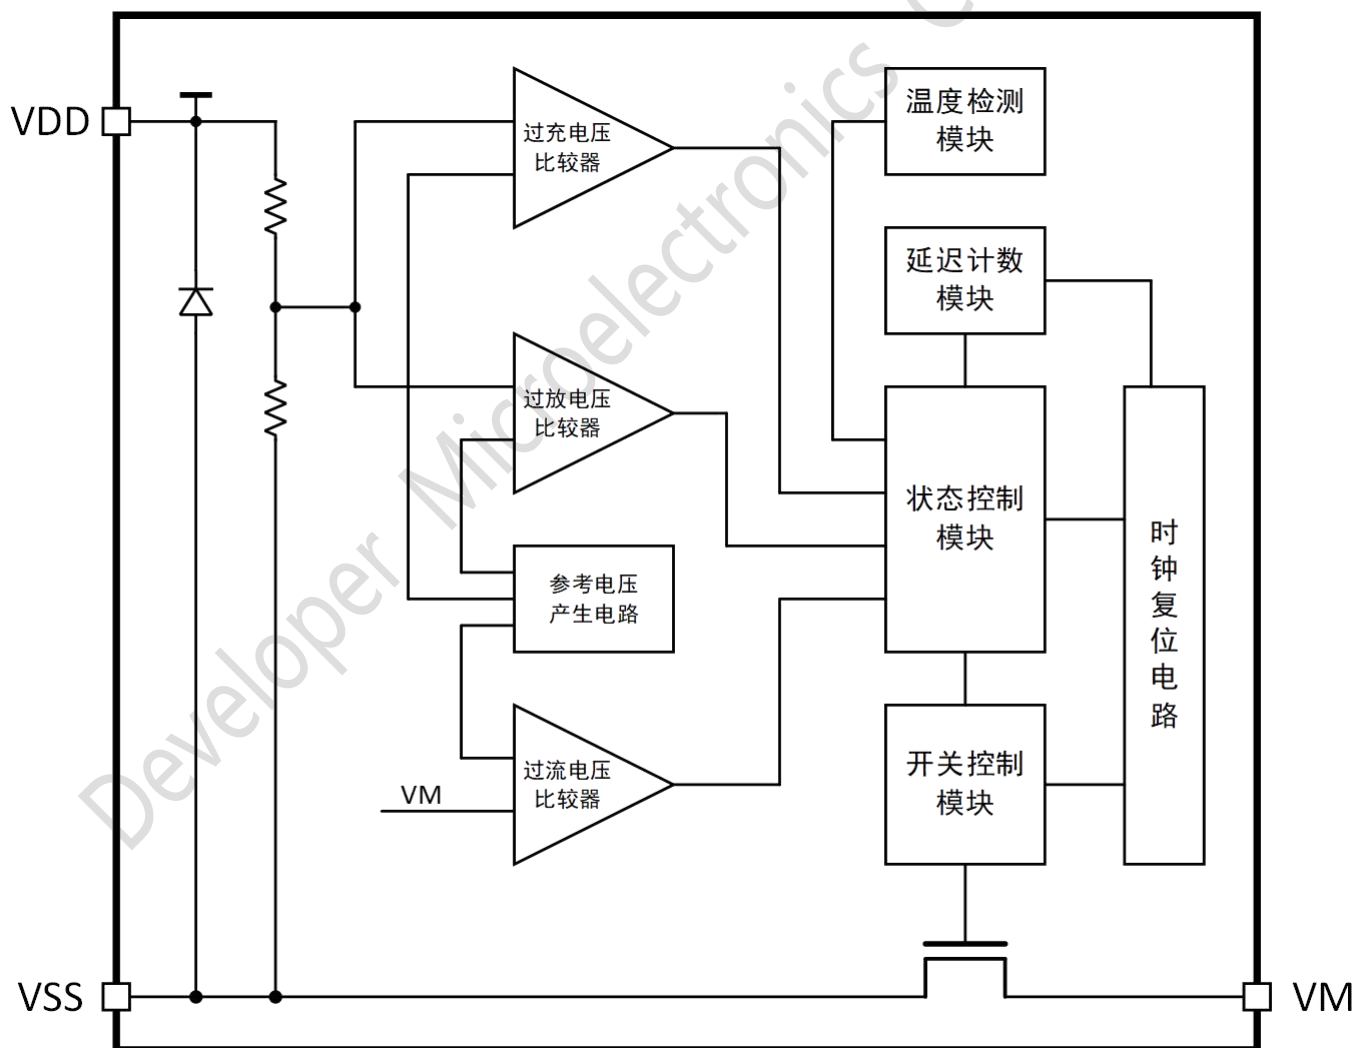 Developer Microelectronics C
VDD
过充电压
比较器
温度检测
模块
延迟计数
模块
过放电压
比较器
状态控制
模块
时
钟
复
位
电
路
参考电压
产生电路
VM
过流电压
比较器
开关控制
模块
VSS
VM